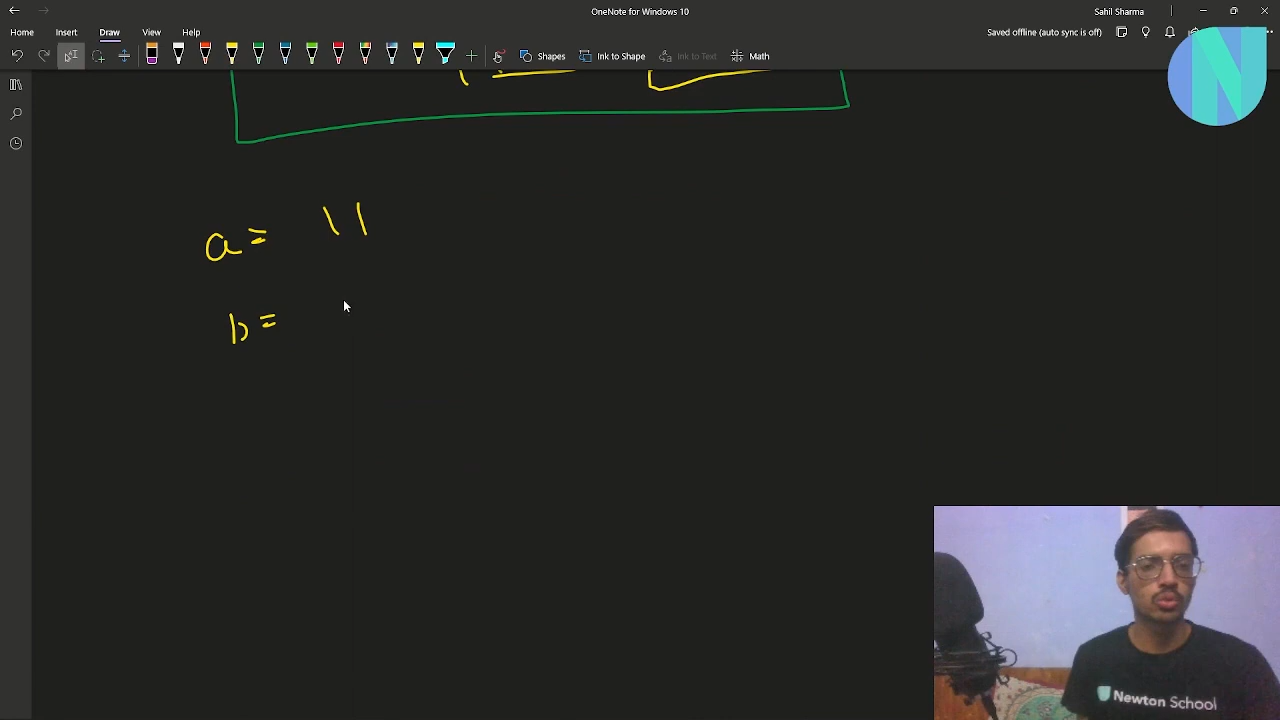 OneNote for Windows 10
Sahil Sharma
Home Insert Draw View Help
Saved offline (auto sync is off)
Shapes Ink to Shape Ink to Text Math
a= 11
b=
Newton School